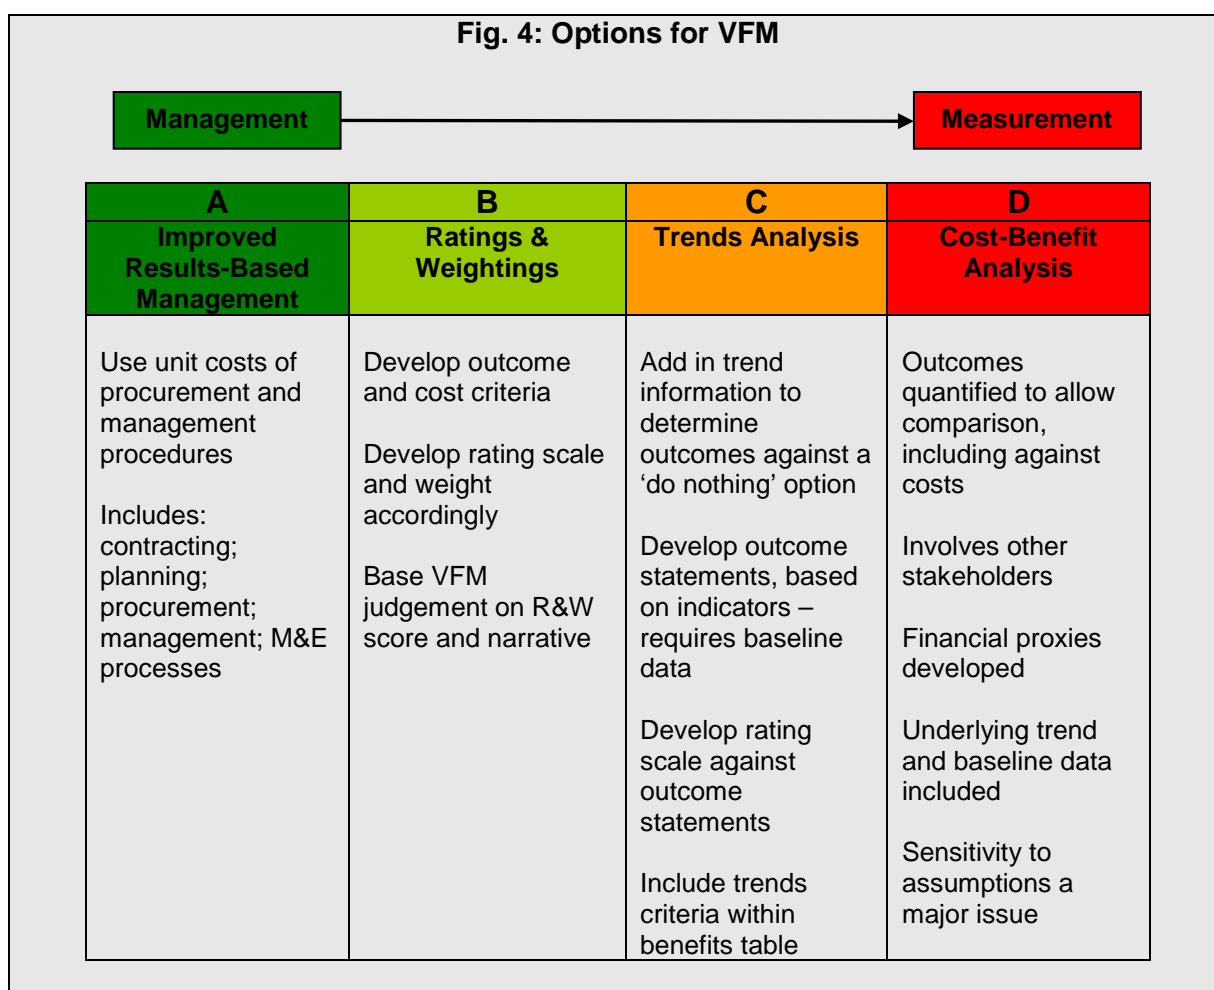 Fig. 4: Options for VFM
Management
Measurement
A
B
C
D
Improved
Results-Based
Management
Ratings &
Weightings
Trends Analysis
Cost-Benefit
Analysis
Use unit costs of
procurement and
management
procedures
Includes:
contracting;
planning;
procurement;
management; M&E
processes
Develop outcome
and cost criteria
Develop rating scale
and weight
accordingly
Base VFM
judgement on R&W
score and narrative
Add in trend
information to
determine
outcomes against a
‘do nothing’ option
Develop outcome
statements, based
on indicators –
requires baseline
data
Develop rating
scale against
outcome
statements
Include trends
criteria within
benefits table
Outcomes
quantified to allow
comparison,
including against
costs
Involves other
stakeholders
Financial proxies
developed
Underlying trend
and baseline data
included
Sensitivity to
assumptions a
major issue